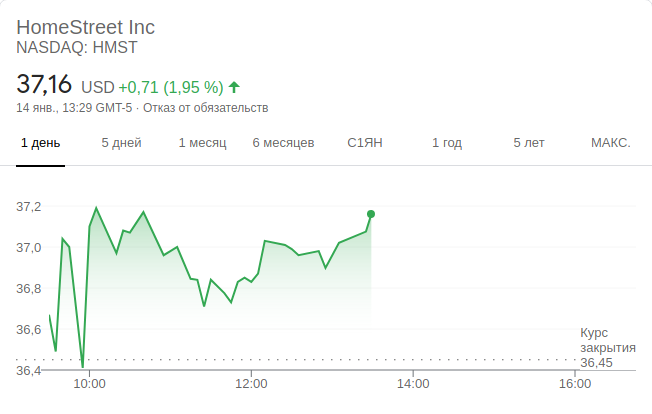 HomeStreet Inc
NASDAQ: HMST
37,16 USD +0,71 (1,95 %)
14 янв., 13:29 GMT-5 · Отказ от обязательств
1 день 5 дней 1 месяц 6 месяцев С1ЯН 1 год 5 лет МАКС.
37,2
37,0
36,8
36,6
Курс
закрытия
36,45
36,4
10:00 12:00 14:00 16:00